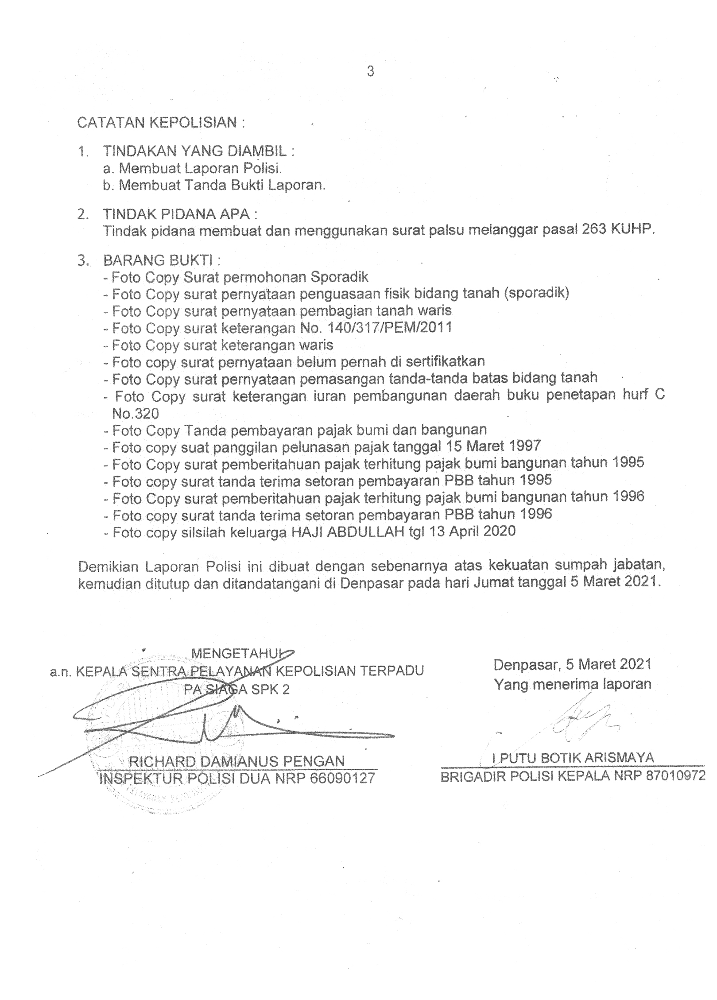 3
CATATAN KEPOLISIAN :
1. TINDAKAN YANG DIAMBIL :
a. Membuat Laporan Polisi.
b. Membuat Tanda Bukti Laporan.
2. TINDAK PIDANA APA :
Tindak pidana membuat dan menggunakan surat palsu melanggar pasal 263 KUHP.
3. BARANG BUKTI :
- Foto Copy Surat permohonan Sporadik
- Foto Copy surat pernyataan penguasaan fisik bidang tanah (sporadik)
- Foto Copy surat pernyataan pembagian tanah waris
- Foto Copy surat keterangan No. 140/317/PEM/2011
- Foto Copy surat keterangan waris
- Foto copy surat pernyataan belum pernah di sertifikatkan
- Foto Copy surat pernyataan pemasangan tanda-tanda batas bidang tanah
- Foto Copy surat keterangan iuran pembangunan daerah buku penetapan hurf C
No.320
- Foto Copy Tanda pembayaran pajak bumi dan bangunan
- Foto copy suat panggilan pelunasan pajak tanggal 15 Maret 1997
- Foto Copy surat pemberitahuan pajak terhitung pajak bumi bangunan tahun 1995
- Foto copy surat tanda terima setoran pembayaran PBB tahun 1995
- Foto Copy surat pemberitahuan pajak terhitung pajak bumi bangunan tahun 1996
- Foto copy surat tanda terima setoran pembayaran PBB tahun 1996
- Foto copy silsilah keluarga HAJI ABDULLAH tgl 13 April 2020
Demikian Laporan Polisi ini dibuat dengan sebenarnya atas kekuatan sumpah jabatan,
kemudian ditutup dan ditandatangani di Denpasar pada hari Jumat tanggal 5 Maret 2021.
MENGETAHUI
a.n. KEPALA SENTRA PELAYANAN KEPOLISIAN TERPADU
PA SIAGA SPK 2
RICHARD DAMIANUS PENGAN
INSPEKTUR POLISI DUA NRP 66090127
Denpasar, 5 Maret 2021
Yang menerima laporan
I PUTU BOTIK ARISMAYA
BRIGADIR POLISI KEPALA NRP 87010972